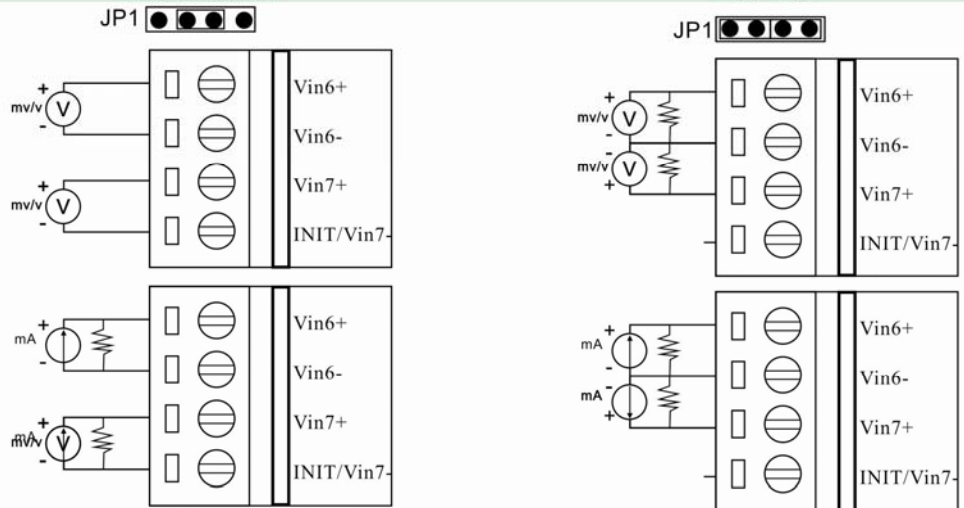 JP1
mv/v
+
-
V
Vin6+
Vin6-
mv/v
+
-
V
Vin7+
INIT/Vin7-
mA
+
-
Vin6+
Vin6-
+
-
V
Vin7+
INIT/Vin7-
JP1
mv/v
+
V
-
mv/v
-
V
+
Vin6+
Vin6-
Vin7+
INIT/Vin7-
mA
+
-
mA
-
+
Vin6+
Vin6-
Vin7+
INIT/Vin7-